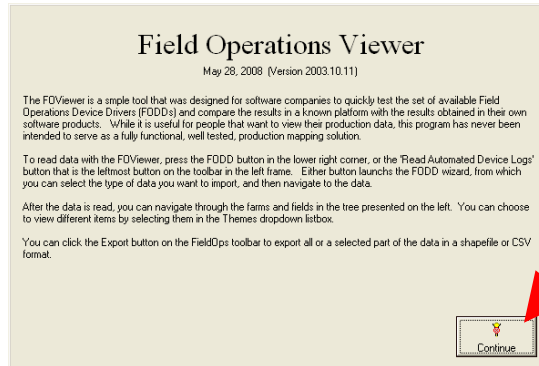 Field Operations Viewer
May 28, 2008 (Version 2003.10.11)
The FOViewer is a smple tool that was designed for software companies to quickly test the set of available Field
Operations Device Drivers (FODDs) and compare the results in a known platform with the results obtained in their own
software products. While it is useful for people that want to view their production data, this program has never been
intended to serve as a fully functional, well tested, production mapping solution.
To read data with the FOViewer, press the FODD button in the lower right corner, or the 'Read Automated Device Logs'
button that is the leftmost button on the toolbar in the left frame. Either button launchs the FODD wizard, from which
you can select the type of data you want to import, and then navigate to the data.
After the data is read, you can navigate through the farms and fields in the tree presented on the left. You can choose
to view different items by selecting them in the Themes dropdown listbox.
You can click the Export button on the FieldOps toolbar to export all or a selected part of the data in a shapefile or CSV
format.
Continue